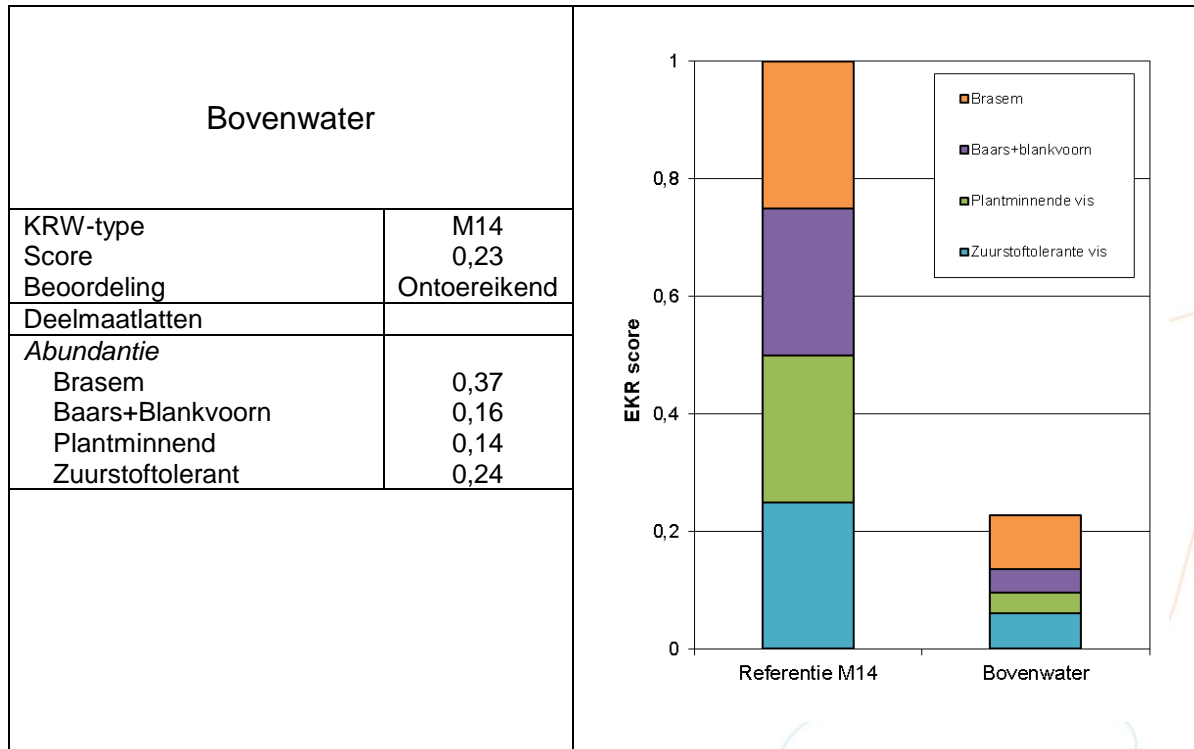 Bovenwater
KRW-type M14
Score 0,23
Beoordeling Ontoereikend
Deelmaatlatten
Abundantie
Brasem 0,37
Baars+Blankvoorn 0,16
Plantminnend 0,14
Zuurstoftolerant 0,24
EKR score
1
0,8
0,6
0,4
0,2
0
Brasem
Baars+blankvoorn
Plantminnende vis
Zuurstoftolerante vis
Referentie M14
Bovenwater